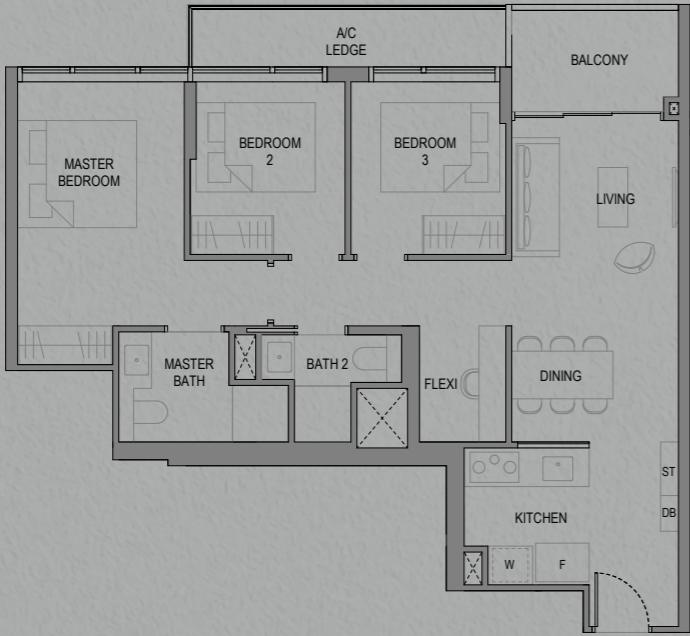 A/C
LEDGE
BALCONY
MASTER
BEDROOM
BEDROOM
2
BEDROOM
3
LIVING
MASTER
BATH
BATH 2
FLEXI
DINING
ST
DB
KITCHEN
W
F